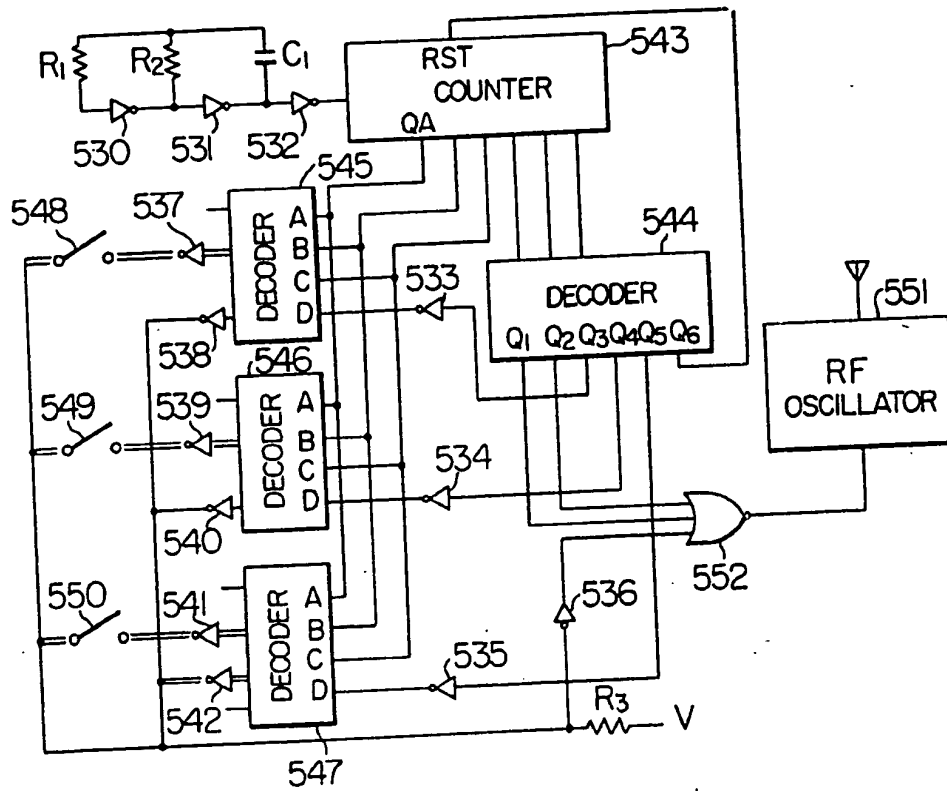 R1
R2
C1
530
531
532
RST
COUNTER
QA
543
545
548
537
DECODER
A
B
C
D
538
533
544
DECODER
Q1 Q2 Q3 Q4 Q5 Q6
551
RF
OSCILLATOR
546
549
539
DECODER
A
B
C
D
540
534
552
550
541
DECODER
A
B
C
D
542
535
536
R3
V
547